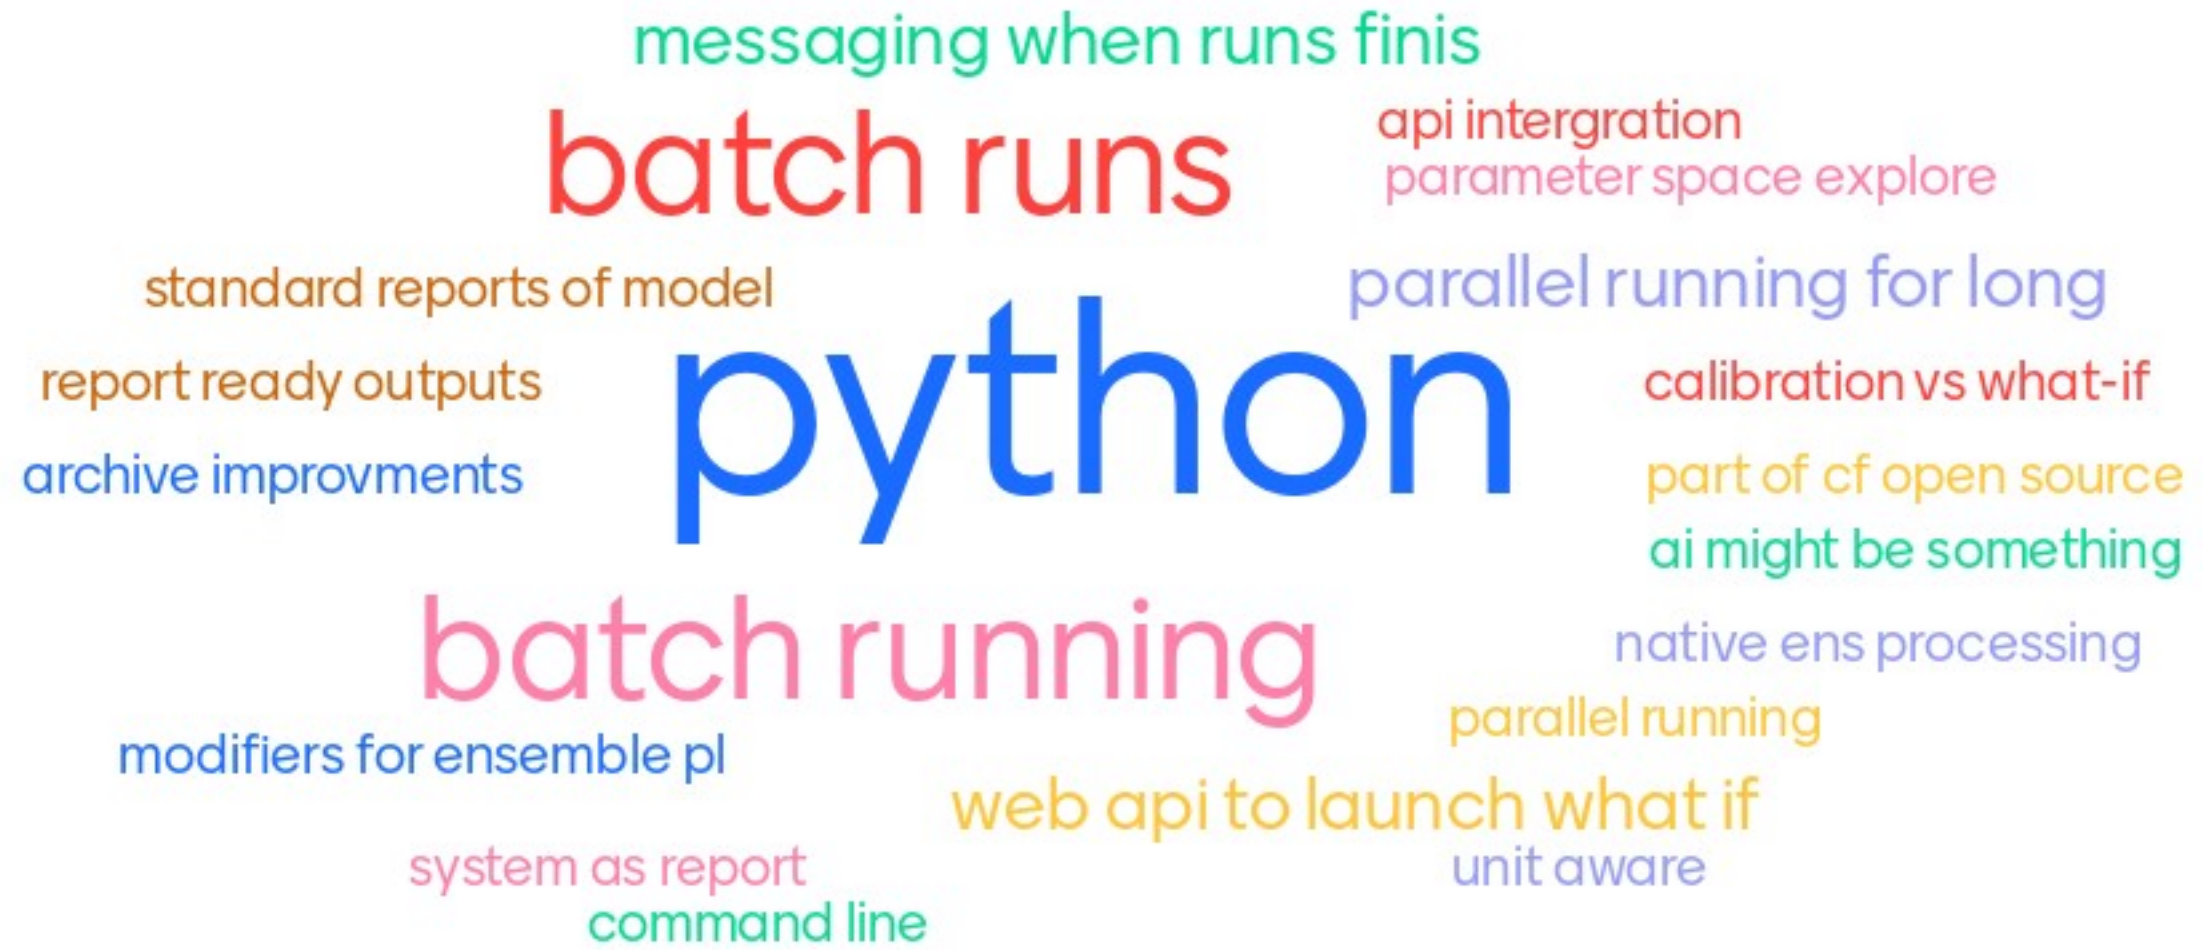 messaging when runs finis
batch runs
api intergration
parameter space explore
standard reports of model
parallel running for long
python
report ready outputs
calibration vs what-if
archive improvments
part of cf open source
ai might be something
batch running
native ens processing
parallel running
modifiers for ensemble pl
web api to launch what if
system as report
unit aware
command line